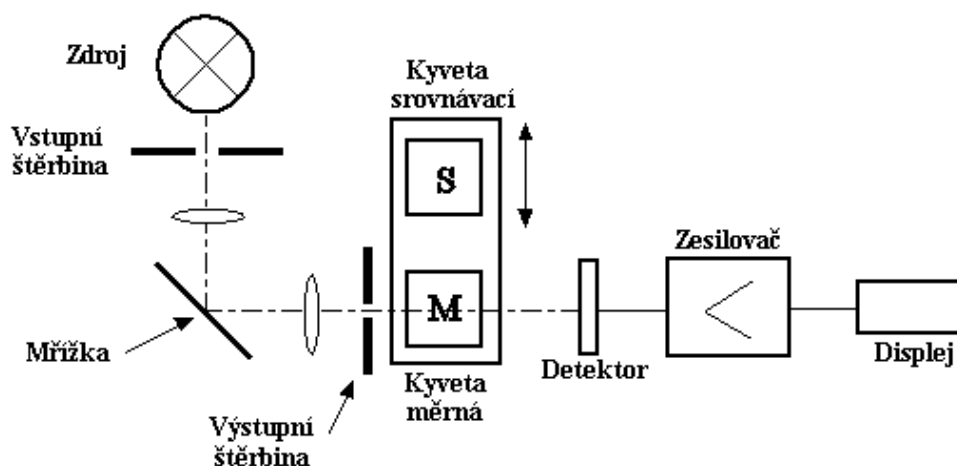 Zdroj
Vstupní
štěrbina
Kyveta
srovnávací
S
Zesilovač
M
Mřížka
Detektor
Displej
Kyveta
měrná
Výstupní
štěrbina